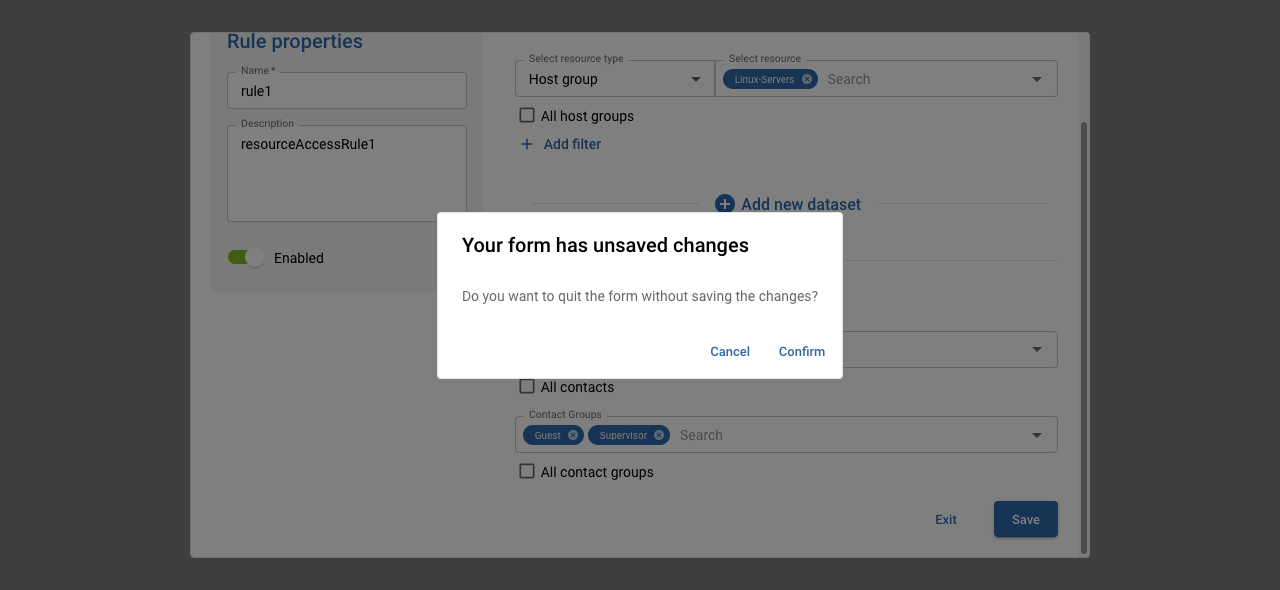 Rule properties
Name *
rule1
Description
resourceAccessRule1
Enabled
Select resource type
Host group
Select resource
Linux-Servers
Search
All host groups
+ Add filter
Add new dataset
Your form has unsaved changes
Do you want to quit the form without saving the changes?
Cancel
Confirm
All contacts
Contact Groups
Guest
Supervisor
Search
All contact groups
Exit
Save